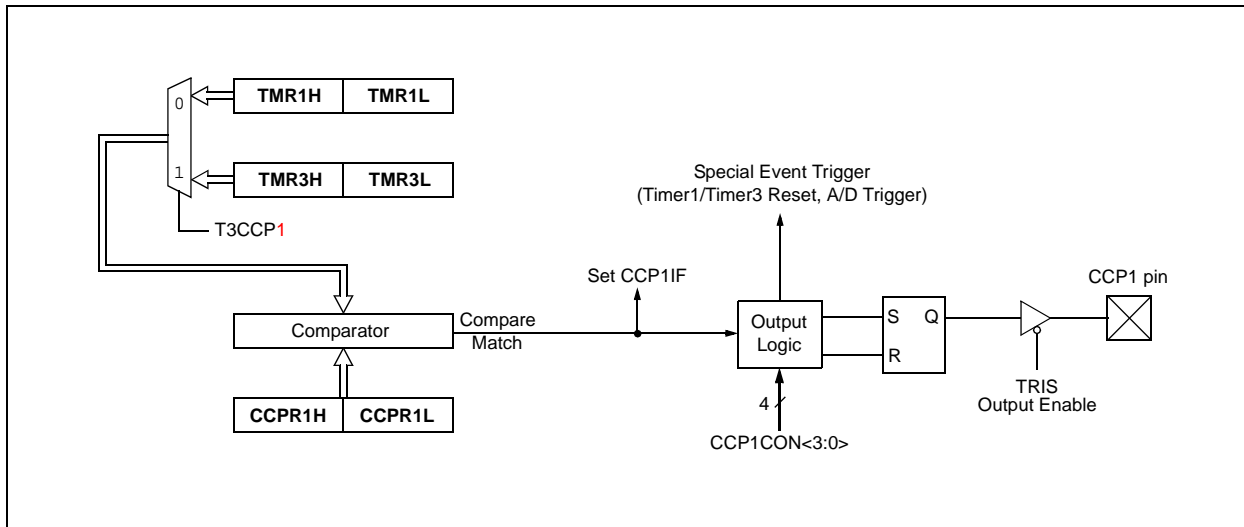 0
TMR1H TMR1L
1
TMR3H TMR3L
T3CCP1
Special Event Trigger
(Timer1/Timer3 Reset, A/D Trigger)
Set CCP1IF
CCP1 pin
Comparator
Compare
Match
Output
Logic
S Q
R
TRIS
Output Enable
CCPR1H CCPR1L
4
CCP1CON<3:0>